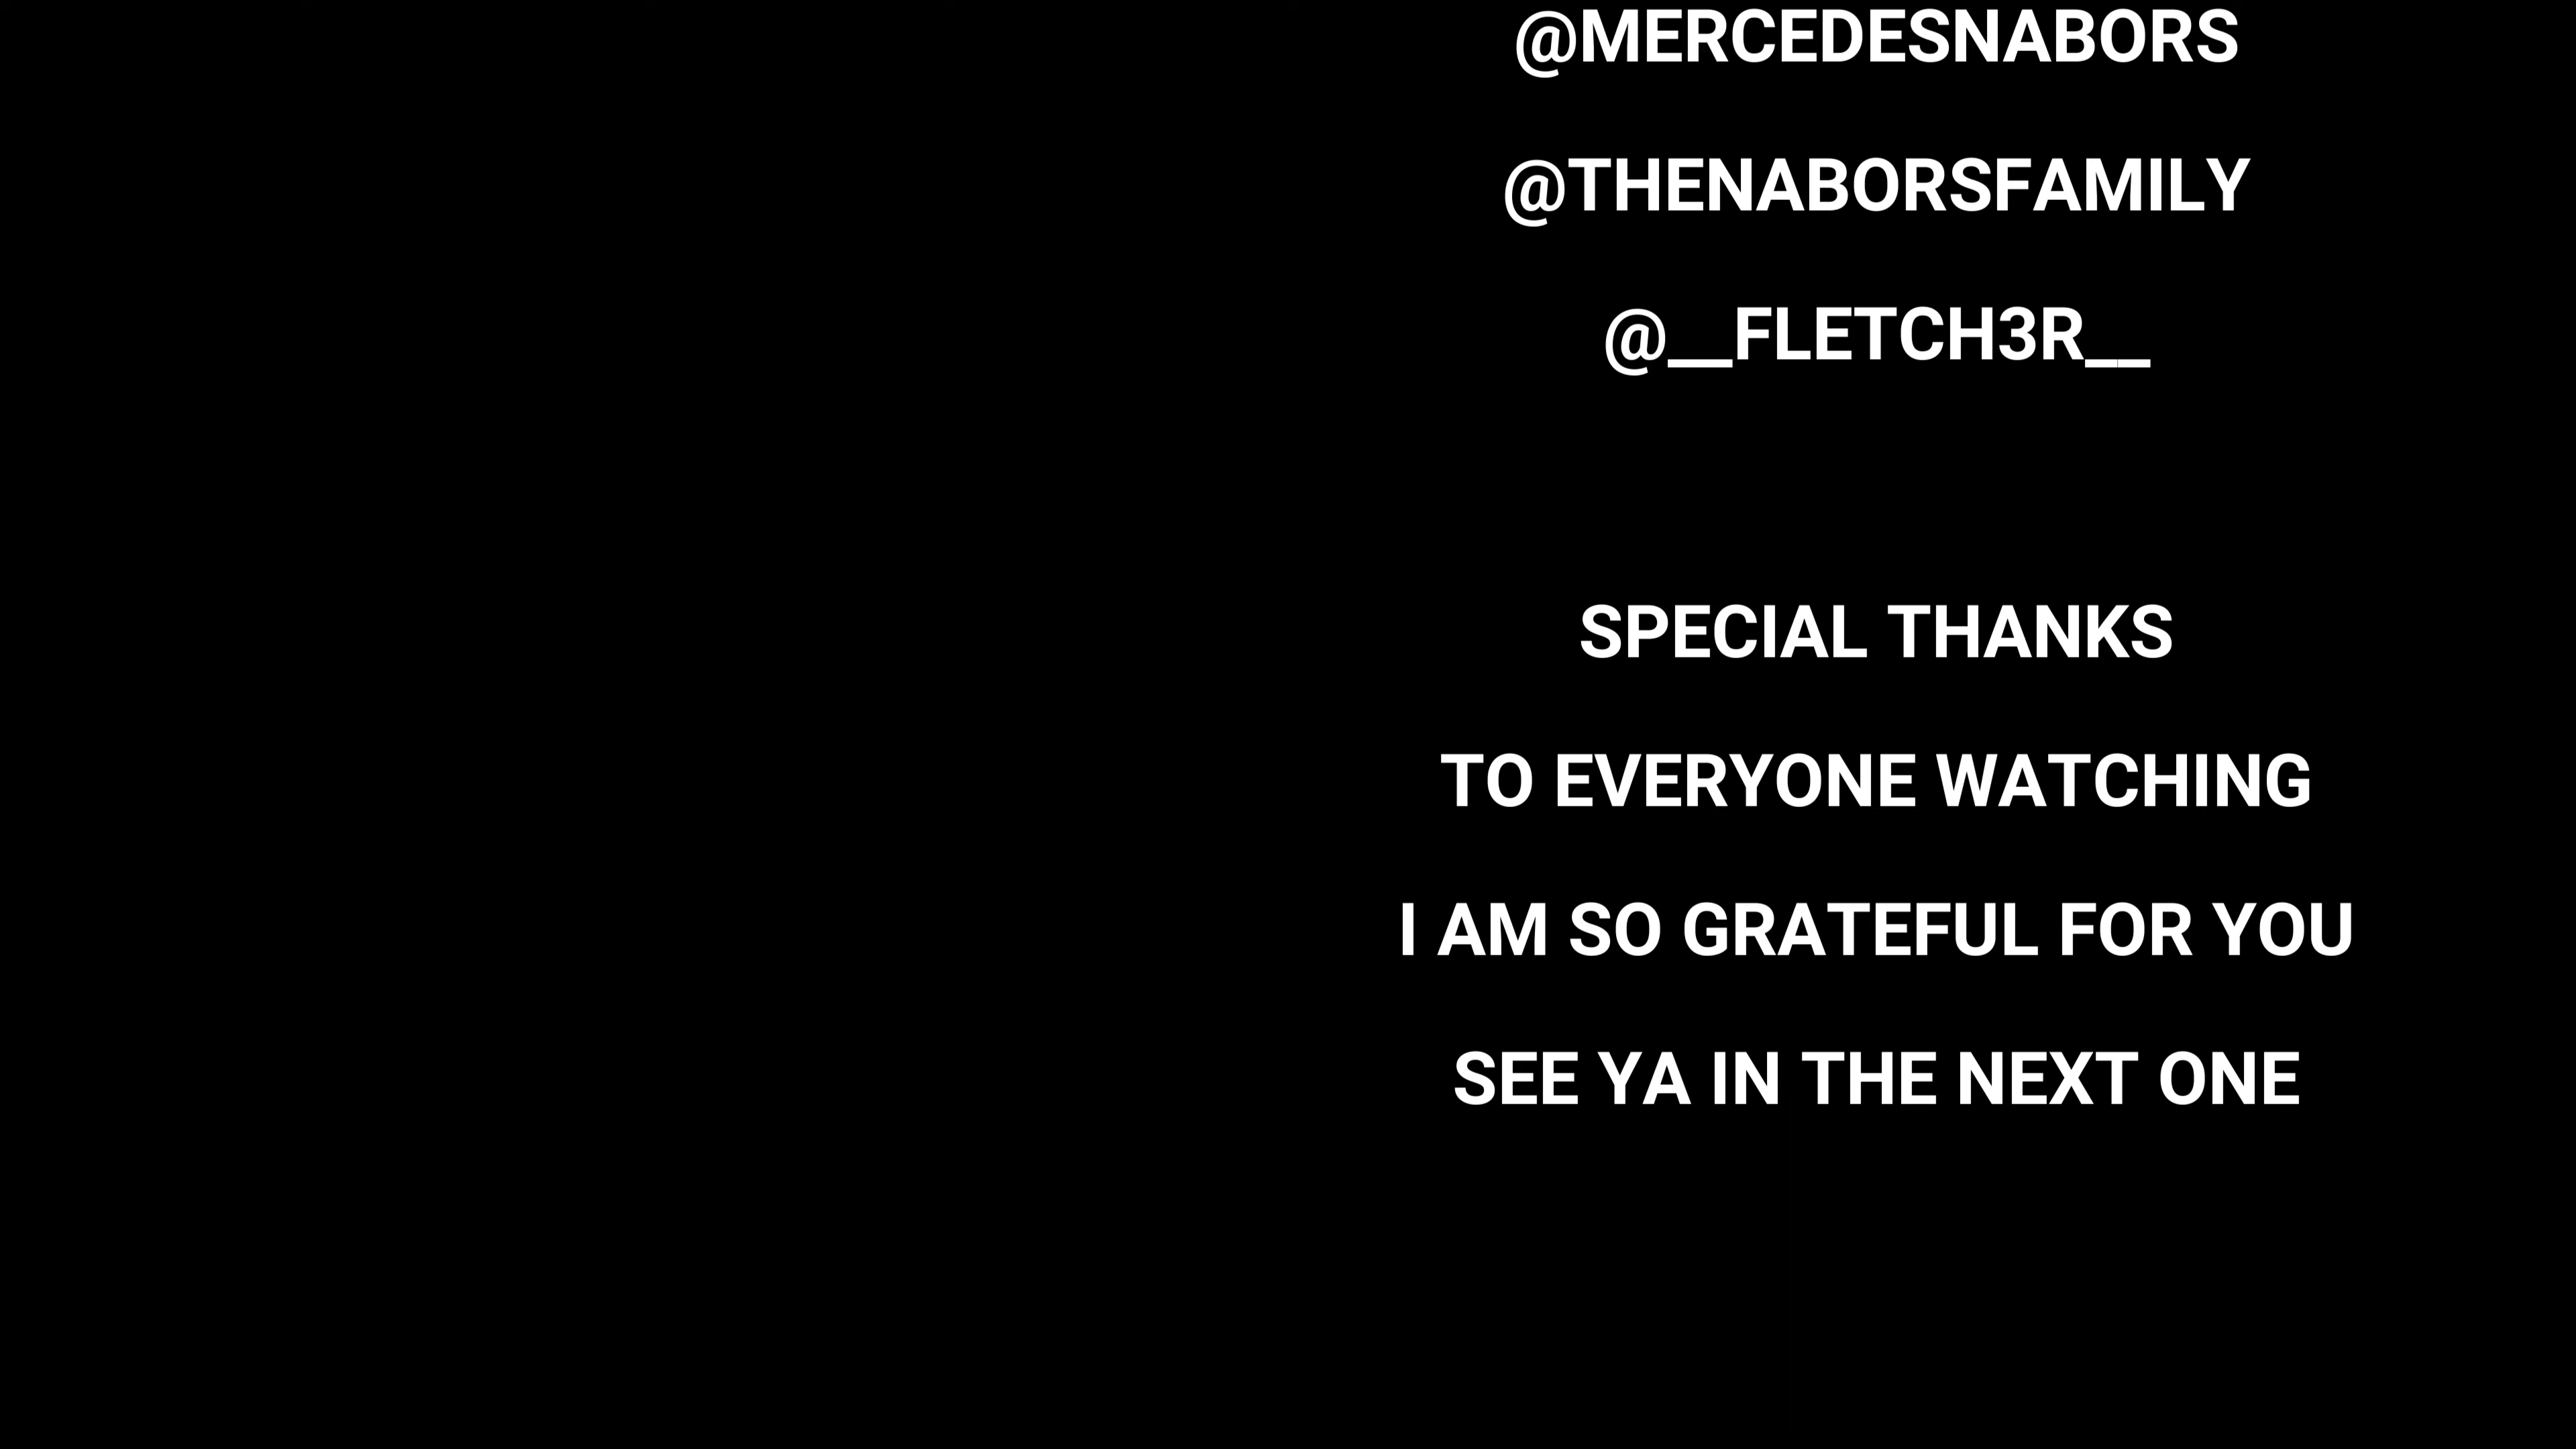 @MERCEDESNABORS
@THENABORSFAMILY
@__FLETCH3R__
SPECIAL THANKS
TO EVERYONE WATCHING
I AM SO GRATEFUL FOR YOU
SEE YA IN THE NEXT ONE